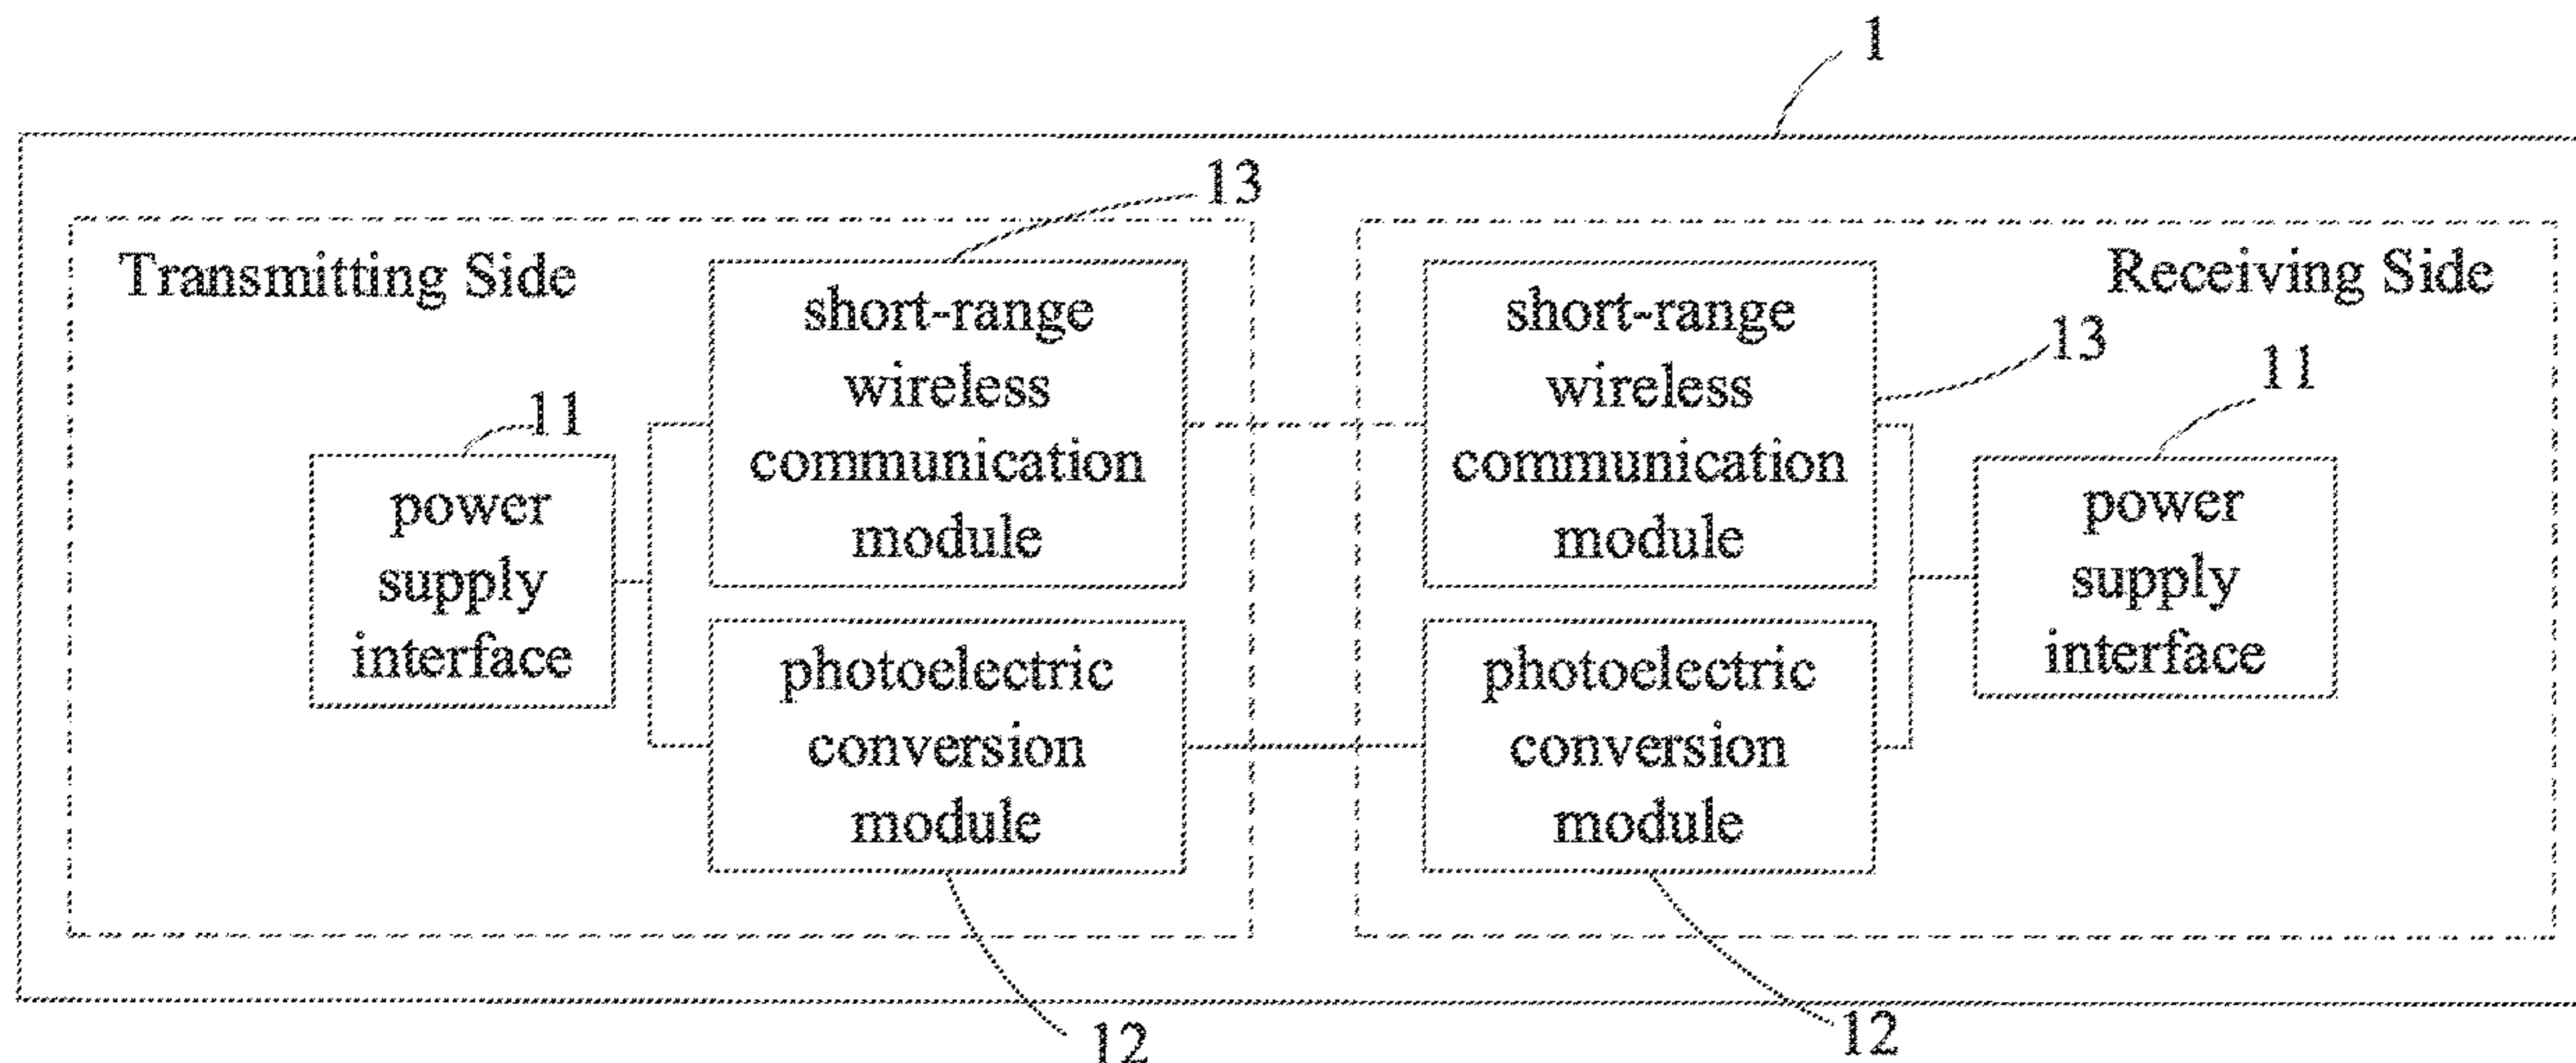 1
13
Transmitting Side
short-range
wireless
communication
module
11
power
supply
interface
photoelectric
conversion
module
12
Receiving Side
short-range
wireless
communication
module
13
11
power
supply
interface
photoelectric
conversion
module
12